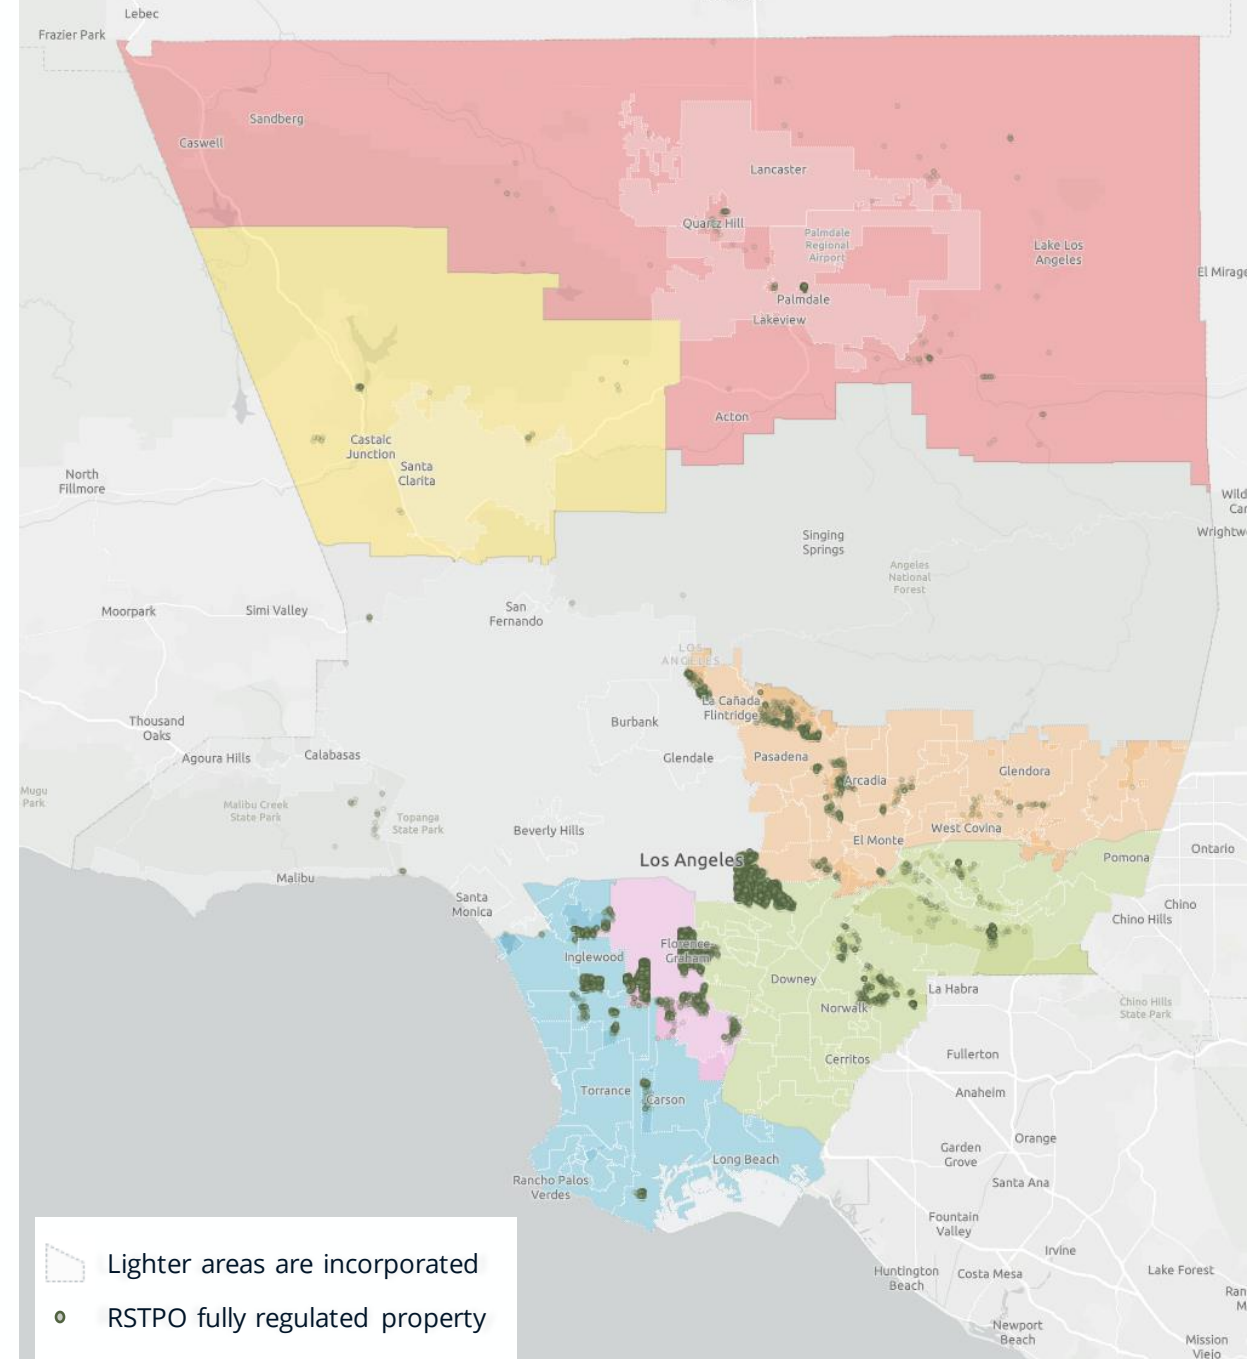 Lebec
Frazier Park
Sandberg
Caswell
Lancaster
Quartz Hill
Palmdale
Regional
Airport
Lake Los
Angeles
El Mirage
Palmdale
Lakeview
Acton
Castaic
Junction
Santa
Clarita
North
Fillmore
Wild
Car
Wrightw
Singing
Springs
Angeles
National
Forest
Moorpark
Simi Valley
San
Fernando
LOS
ANGELES
La Cañada
Flintridge
Burbank
Thousand
Oaks
Agoura Hills
Calabasas
Glendale
Pasadena
Arcadia
Glendora
Mugu
Park
Malibu Creek
State Park
Topanga
State Park
Beverly Hills
El Monte
West Covina
Los Angeles
Pomona
Ontario
Malibu
Santa
Monica
Chino
Chino Hills
Florence-
Graham
Inglewood
Downey
La Habra
Norwalk
Chino Hills
State Park
Cerritos
Fullerton
Torrance
Carson
Anaheim
Garden
Grove
Orange
Long Beach
Rancho Palos
Verdes
Santa Ana
Fountain
Valley
Irvine
Huntington
Beach
Costa Mesa
Lake Forest
Ran
M
Newport
Beach
Mission
Viejo
Lighter areas are incorporated
RSTPO fully regulated property